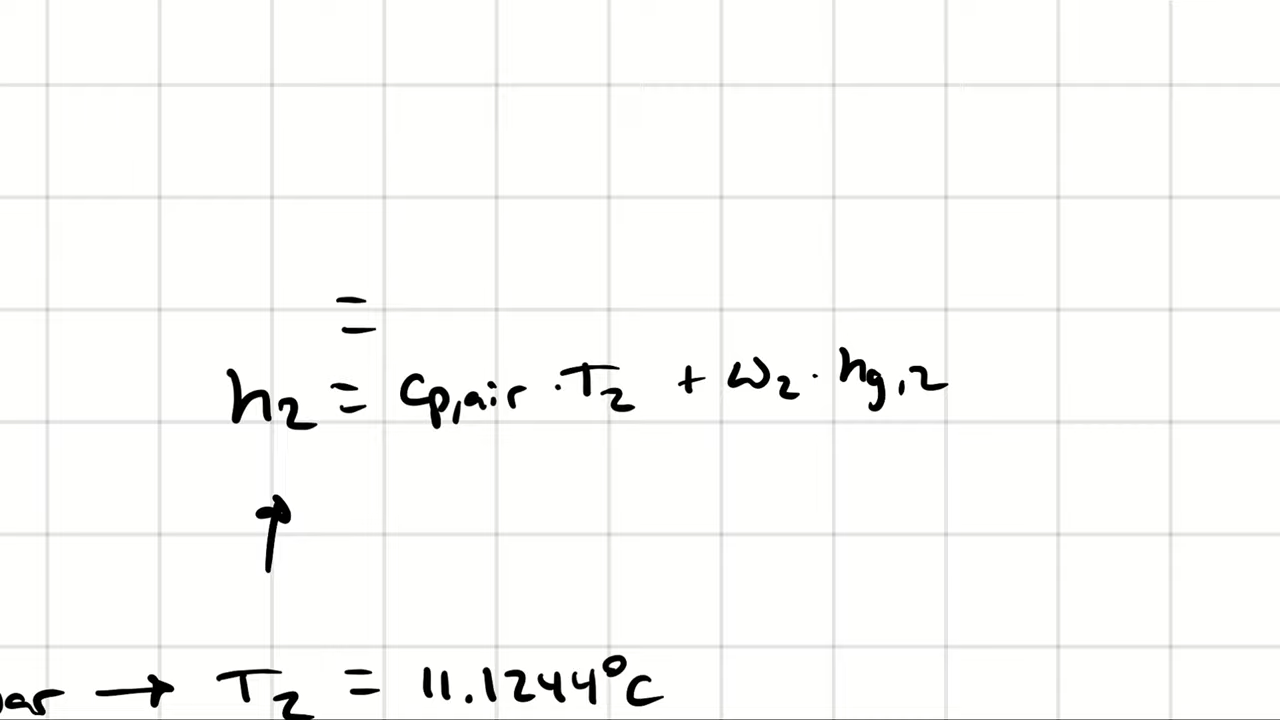 =
h₂ = Cp,air · T₂ + ω₂ · hg,2
→ T₂ = 11.1244°C